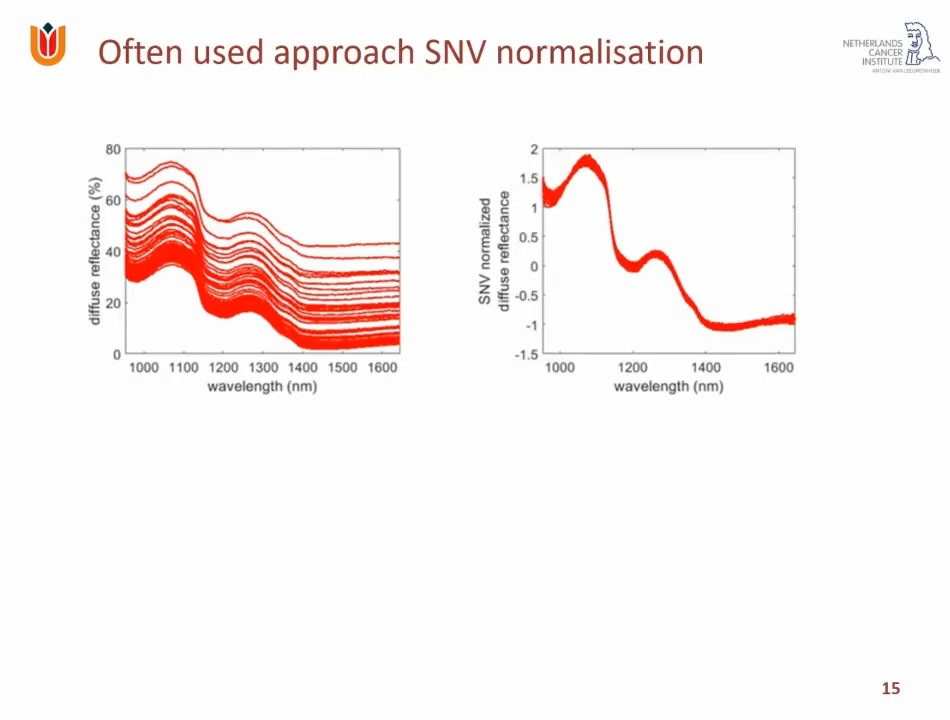 Often used approach SNV normalisation
NETHERLANDS
CANCER
INSTITUTE
ANTONI VAN LEEUWENHOEK
80
60
40
20
0
diffuse reflectance (%)
1000 1100 1200 1300 1400 1500 1600
wavelength (nm)
2
1.5
1
0.5
0
-0.5
-1
-1.5
SNV normalized
diffuse reflectance
1000 1200 1400 1600
wavelength (nm)
15